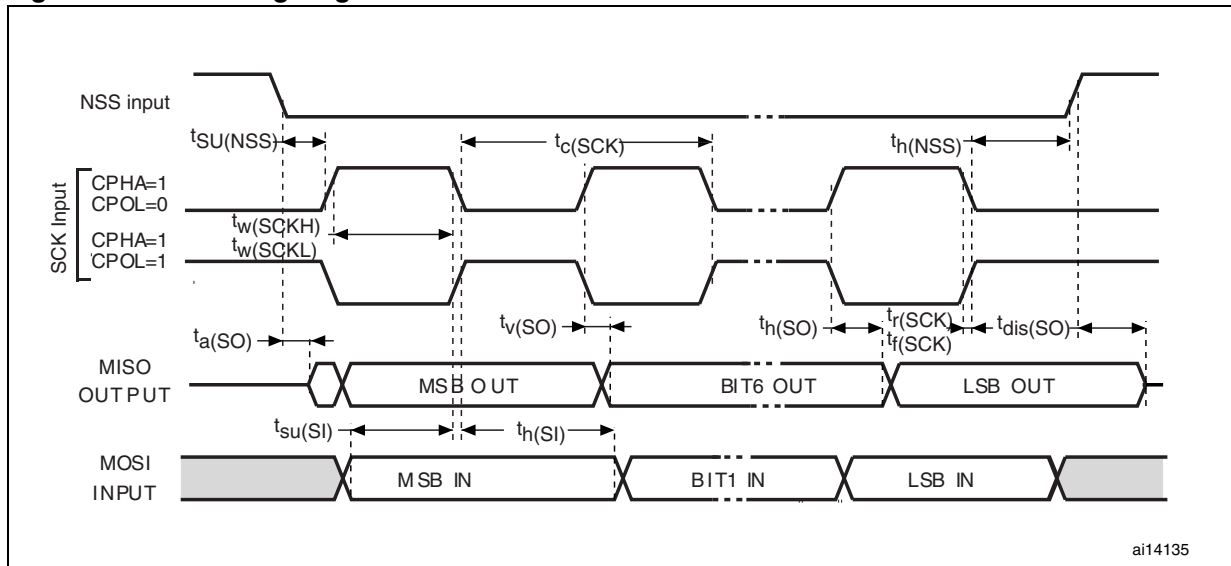 NSS input
tSU(NSS)
tc(SCK)
th(NSS)
SCK Input
CPHA=1
CPOL=0
tw(SCKH)
tw(SCKL)
CPHA=1
CPOL=1
ta(SO)
tv(SO)
th(SO)
tr(SCK)
tf(SCK)
tdis(SO)
MISO
OUTPUT
MSB OUT
BIT6 OUT
LSB OUT
tsu(SI)
th(SI)
MOSI
INPUT
MSB IN
BIT1 IN
LSB IN
ai14135